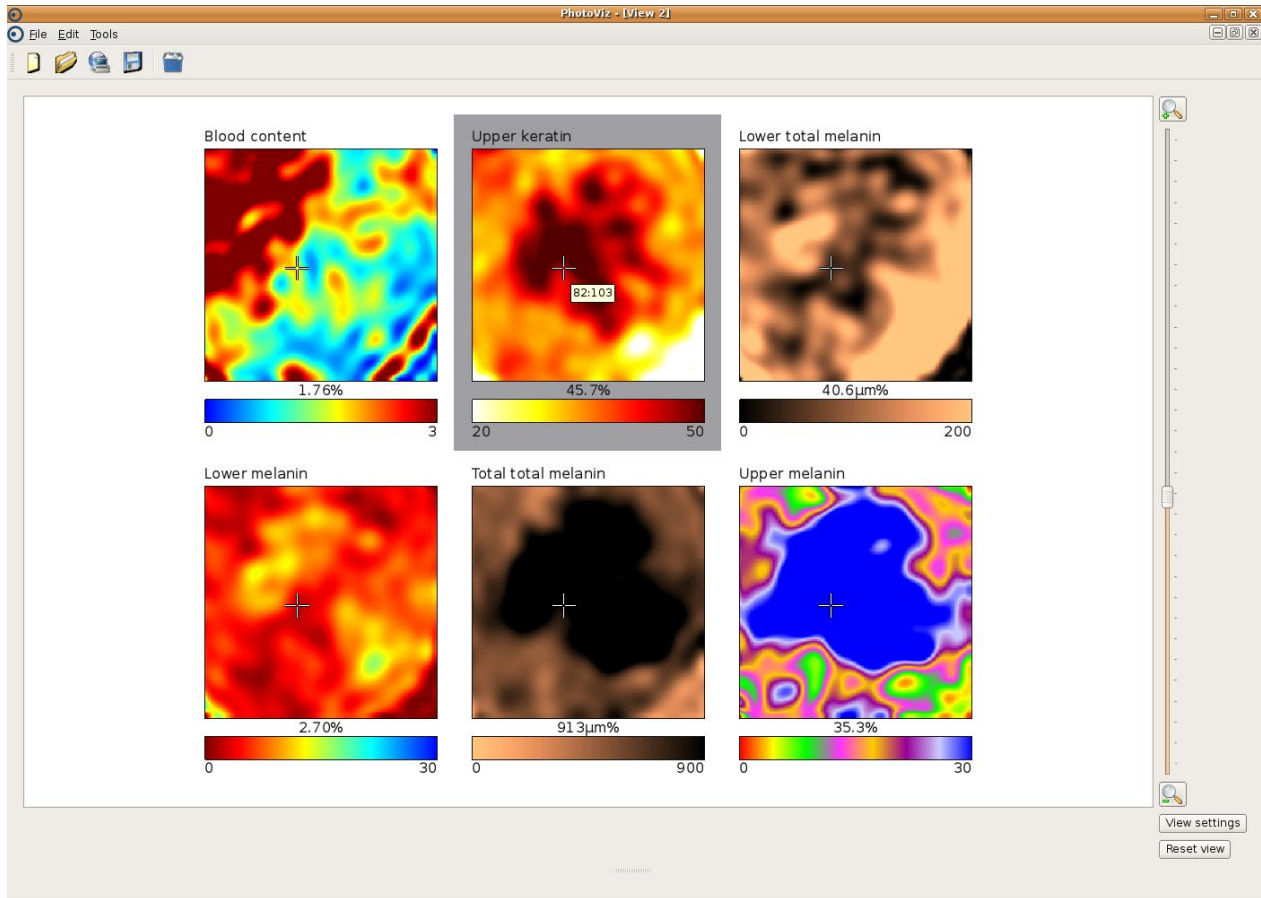 PhotoViz - [View 2]
File Edit Tools
Blood content
Upper keratin
Lower total melanin
82:103
1.76%
45.7%
40.6µm%
0 3
20 50
0 200
Lower melanin
Total total melanin
Upper melanin
2.70%
913µm%
35.3%
0 30
0 900
0 30
View settings
Reset view